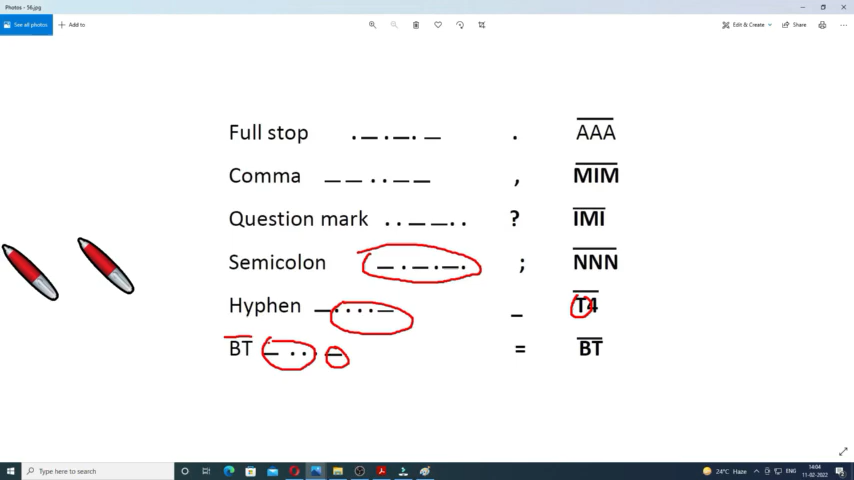 Photos - 56.jpg
See all photos + Add to
Edit & Create Share
Full stop . _ . _ . _ . AAA
Comma _ _ . . _ _ , MIM
Question mark . . _ _ . . ? IMI
Semicolon _ . _ . _ . ; NNN
Hyphen _ . . . . _ _ T4
BT _ . . . _ = BT
Type here to search
24°C Haze ENG 14:04
11-02-2022